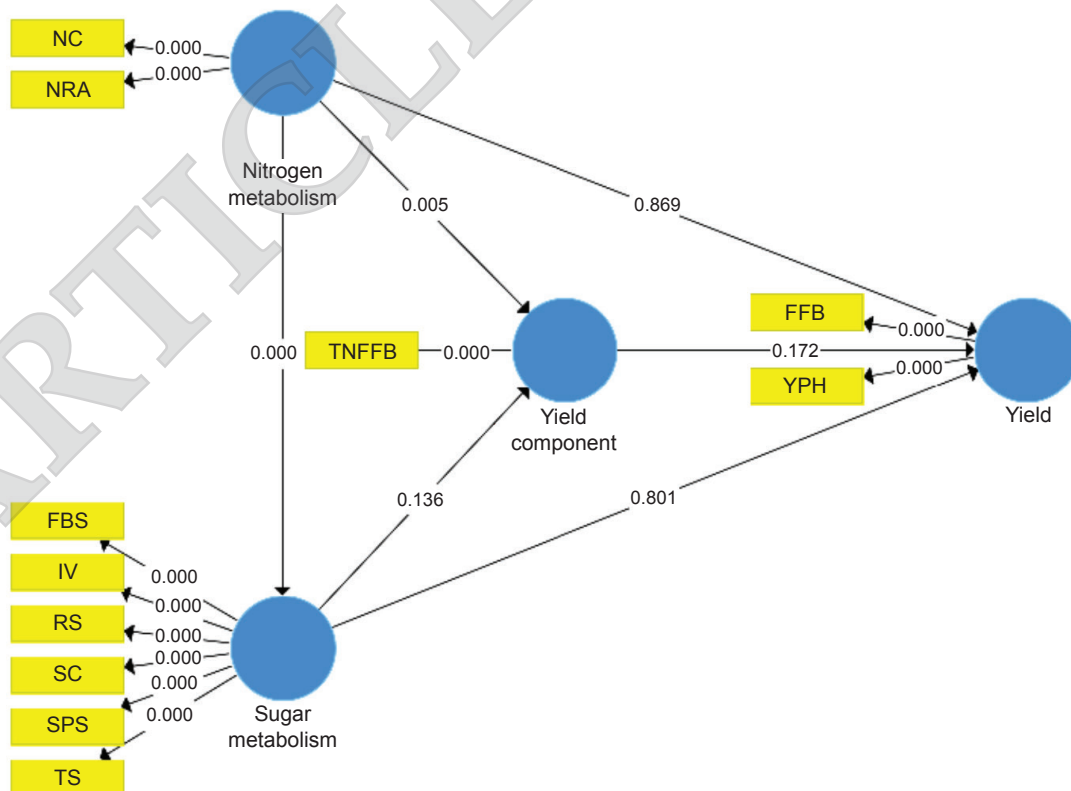 NC
0.000
NRA
0.000
Nitrogen
metabolism
0.005
0.869
FFB
0.000
TNFFB
0.000
0.000
0.172
0.000
YPH
Yield
component
Yield
0.136
0.801
FBS
0.000
IV
0.000
RS
0.000
SC
0.000
SPS
0.000
TS
0.000
Sugar
metabolism
ARTICLE